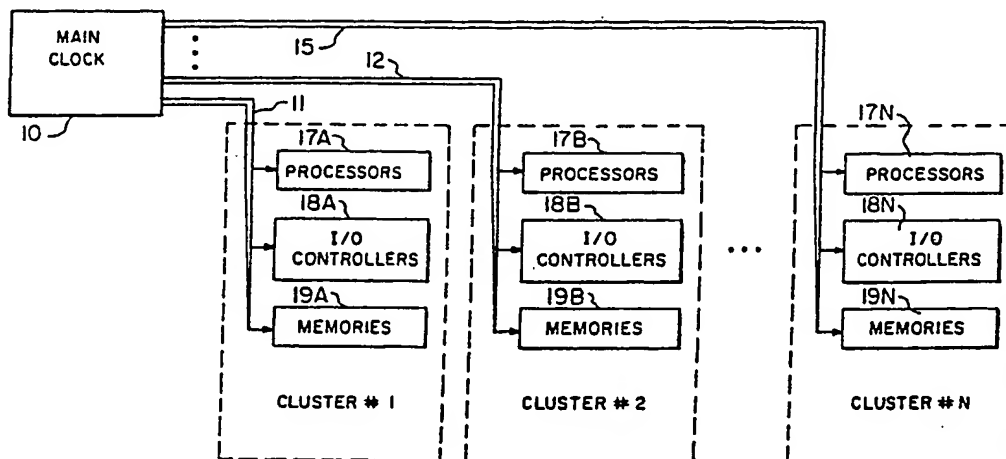 MAIN
CLOCK
10
15
12
11
17A
PROCESSORS
18A
I/O
CONTROLLERS
19A
MEMORIES
CLUSTER # 1
17B
PROCESSORS
18B
I/O
CONTROLLERS
19B
MEMORIES
CLUSTER # 2
17N
PROCESSORS
18N
I/O
CONTROLLERS
19N
MEMORIES
CLUSTER # N